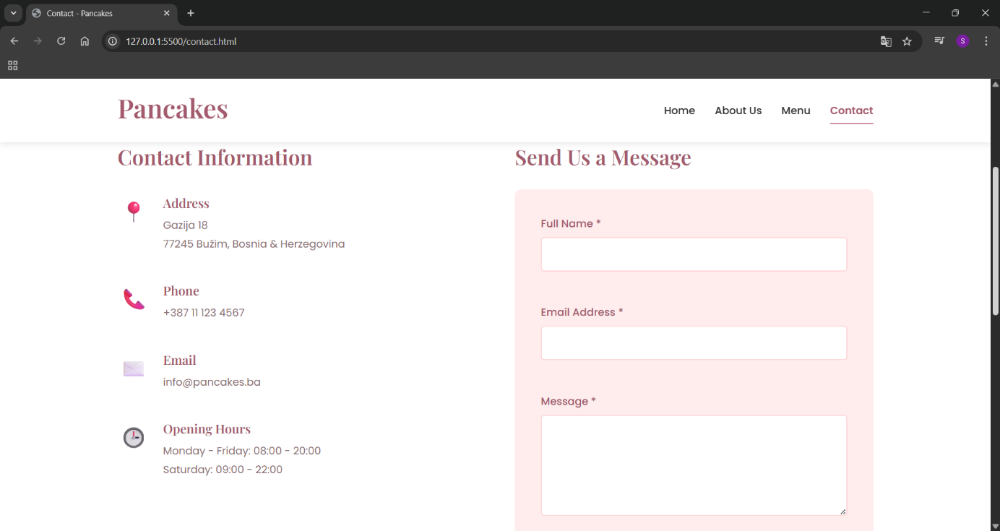 Contact - Pancakes
127.0.0.1:5500/contact.html
S
Pancakes
Home
About Us
Menu
Contact
Contact Information
Address
Gazija 18
77245 Bužim, Bosnia & Herzegovina
Phone
+387 11 123 4567
Email
info@pancakes.ba
Opening Hours
Monday - Friday: 08:00 - 20:00
Saturday: 09:00 - 22:00
Send Us a Message
Full Name *
Email Address *
Message *